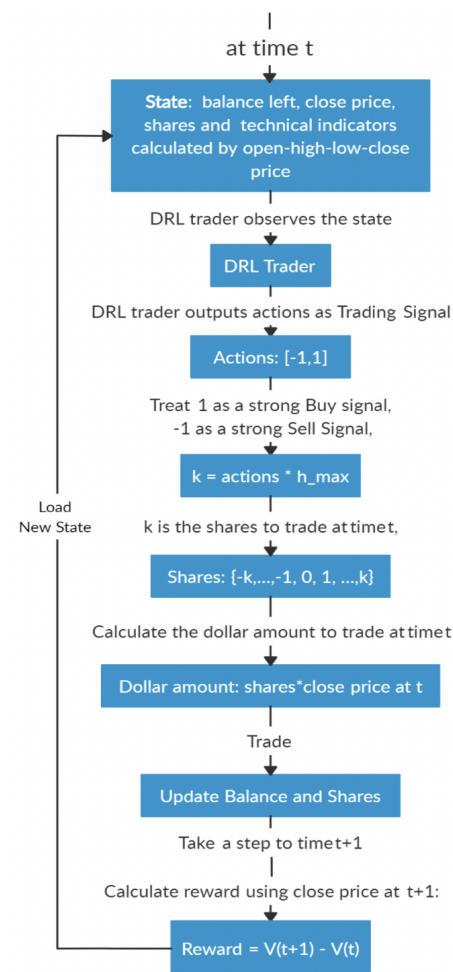 at time t
State: balance left, close price,
shares and technical indicators
calculated by open-high-low-close
price
DRL trader observes the state
DRL Trader
DRL trader outputs actions as Trading Signal
Actions: [-1,1]
Treat 1 as a strong Buy signal,
-1 as a strong Sell Signal,
k = actions * h_max
Load
New State
k is the shares to trade at time t,
Shares: {-k,...,-1, 0, 1, ...,k}
Calculate the dollar amount to trade at time t
Dollar amount: shares*close price at t
Trade
Update Balance and Shares
Take a step to time t+1
Calculate reward using close price at t+1:
Reward = V(t+1) - V(t)